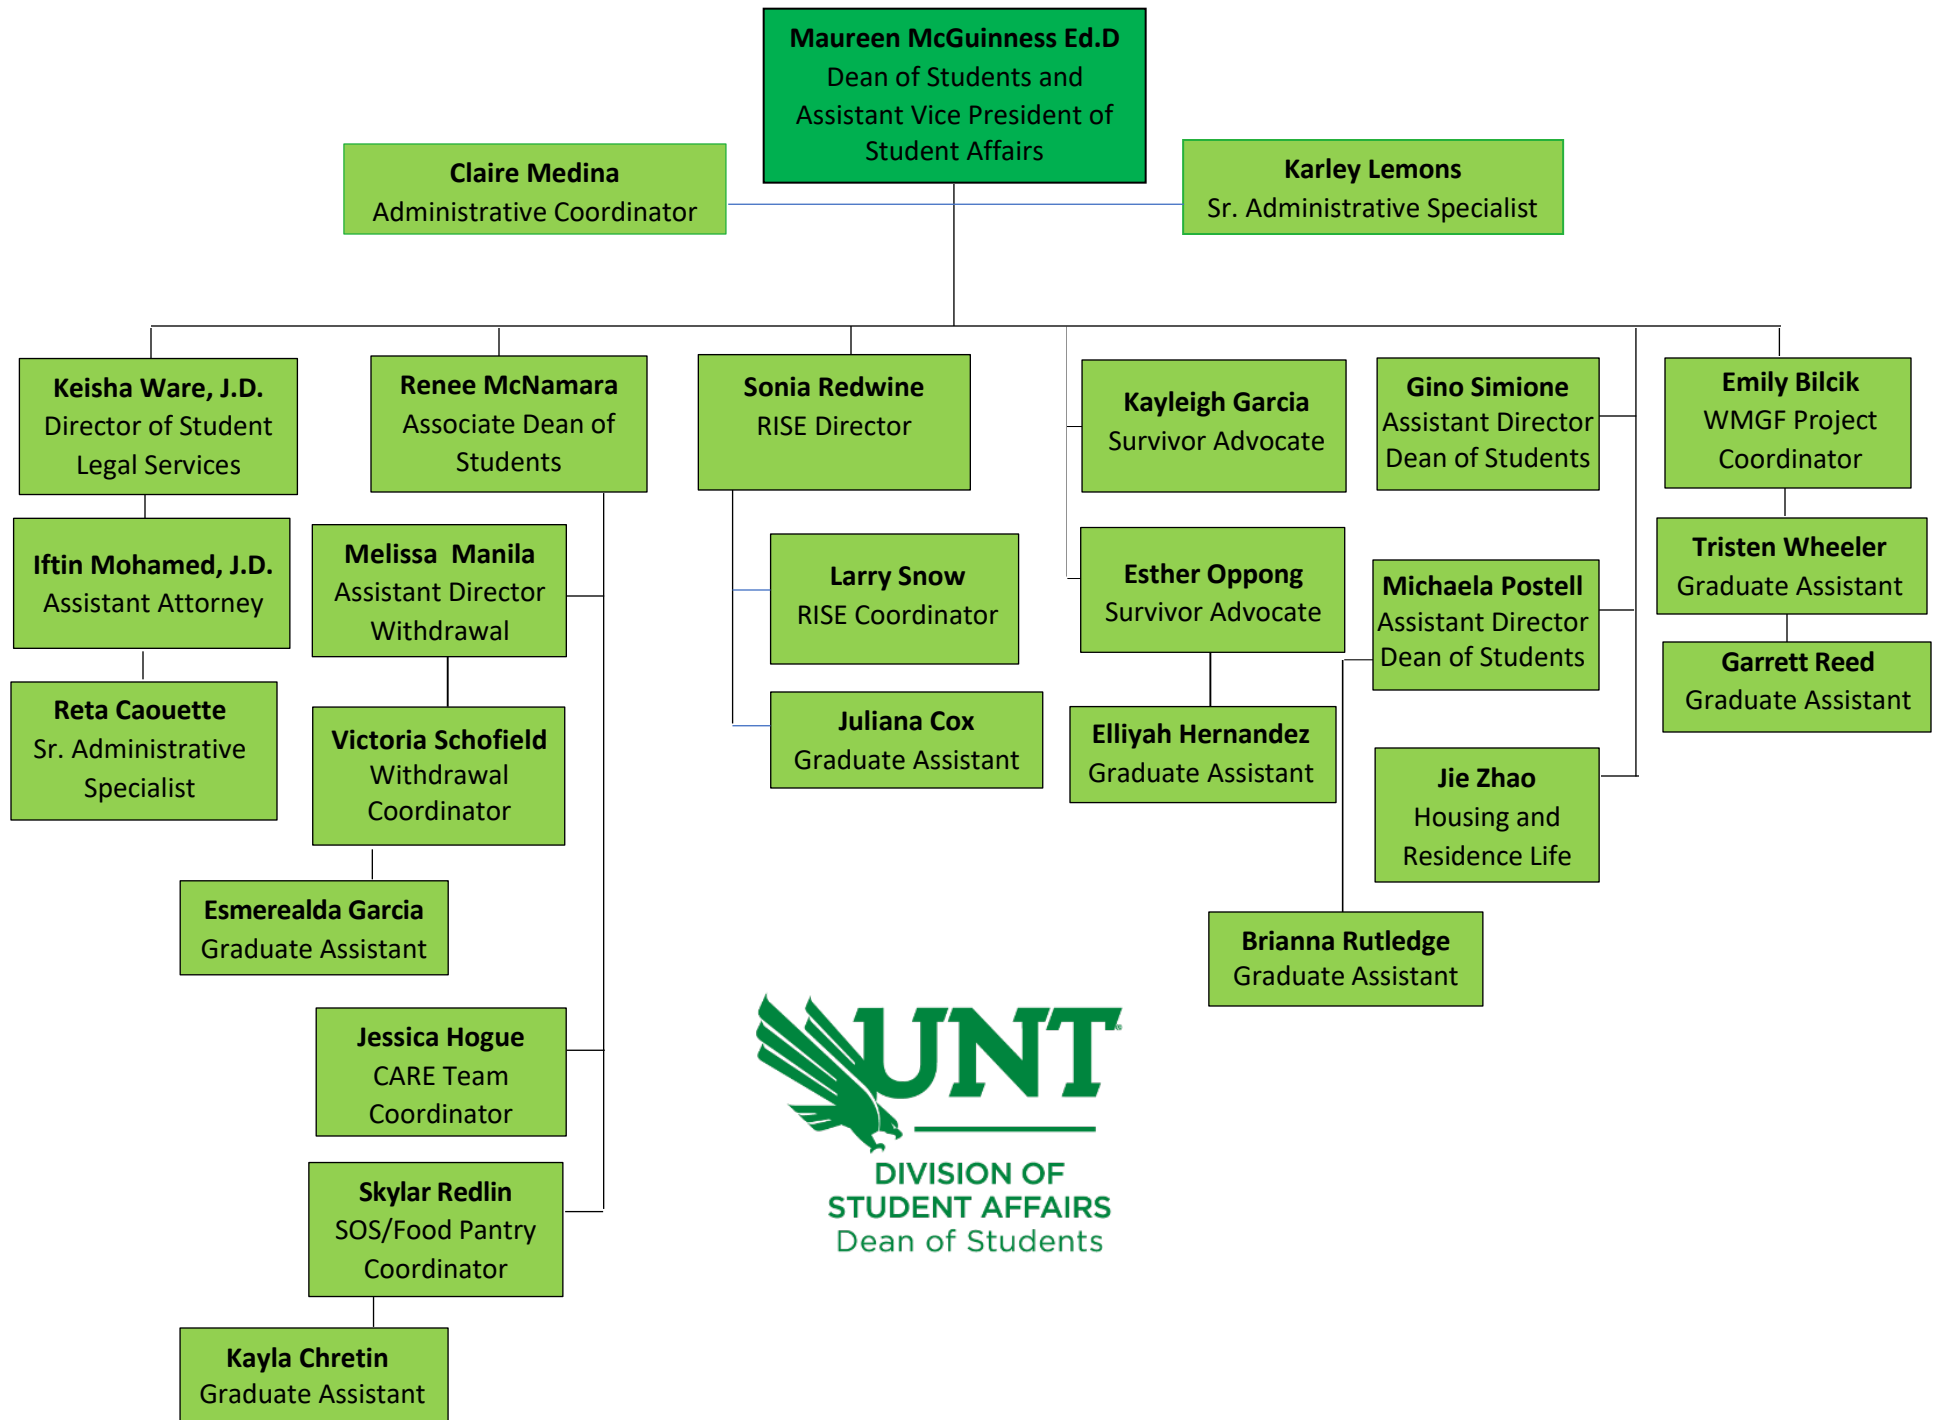 Maureen McGuinness Ed.D
Dean of Students and
Assistant Vice President of
Student Affairs
Claire Medina
Administrative Coordinator
Karley Lemons
Sr. Administrative Specialist
Keisha Ware, J.D.
Director of Student
Legal Services
Iftin Mohamed, J.D.
Assistant Attorney
Reta Caouette
Sr. Administrative
Specialist
Renee McNamara
Associate Dean of
Students
Melissa  Manila
Assistant Director
Withdrawal
Victoria Schofield
Withdrawal
Coordinator
Esmerealda Garcia
Graduate Assistant
Jessica Hogue
CARE Team
Coordinator
Skylar Redlin
SOS/Food Pantry
Coordinator
Kayla Chretin
Graduate Assistant
Sonia Redwine
RISE Director
Larry Snow
RISE Coordinator
Juliana Cox
Graduate Assistant
Kayleigh Garcia
Survivor Advocate
Esther Oppong
Survivor Advocate
Elliyah Hernandez
Graduate Assistant
Gino Simione
Assistant Director
Dean of Students
Michaela Postell
Assistant Director
Dean of Students
Jie Zhao
Housing and
Residence Life
Brianna Rutledge
Graduate Assistant
Emily Bilcik
WMGF Project
Coordinator
Tristen Wheeler
Graduate Assistant
Garrett Reed
Graduate Assistant
UNT®
DIVISION OF
STUDENT AFFAIRS
Dean of Students